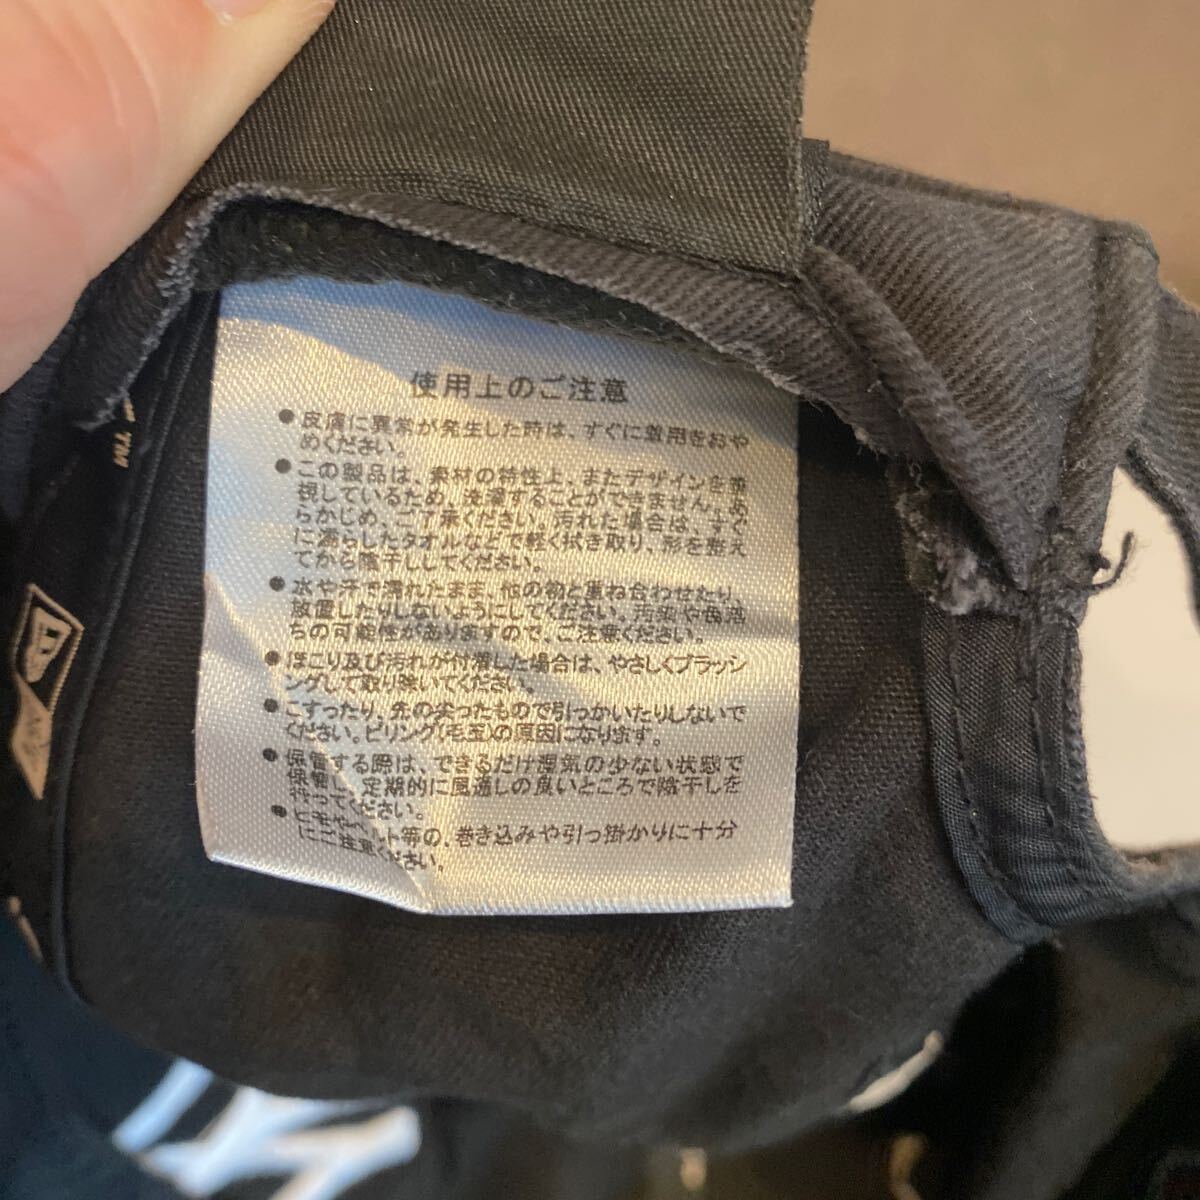 使用上のご注意
●皮膚に異常が発生した時は、すぐに着用をおや
めください。
●この製品は、素材の特性上、またデザインを重
視しているため、洗濯することができません。あ
らかじめ、ご了承ください。汚れた場合は、すぐ
に濡らしたタオルなどで軽く拭き取り、形を整え
てから陰干ししてください。
●水や汗で濡れたまま、他の物と重ね合わせたり、
放置したりしないようにしてください。汚染や色落
ちの可能性がありますので、ご注意ください。
●ほこり及び汚れが付着した場合は、やさしくブラッシ
ングして取り除いてください。
●こすったり、先の尖ったもので引っかいたりしないで
ください。ピリング(毛玉)の原因になります。
●保管する際は、できるだけ湿気の少ない状態で
保管し、定期的に風通しの良いところで陰干しを
行ってください。
●ヒモやベルト等の、巻き込みや引っ掛かりに十分
にご注意ください。